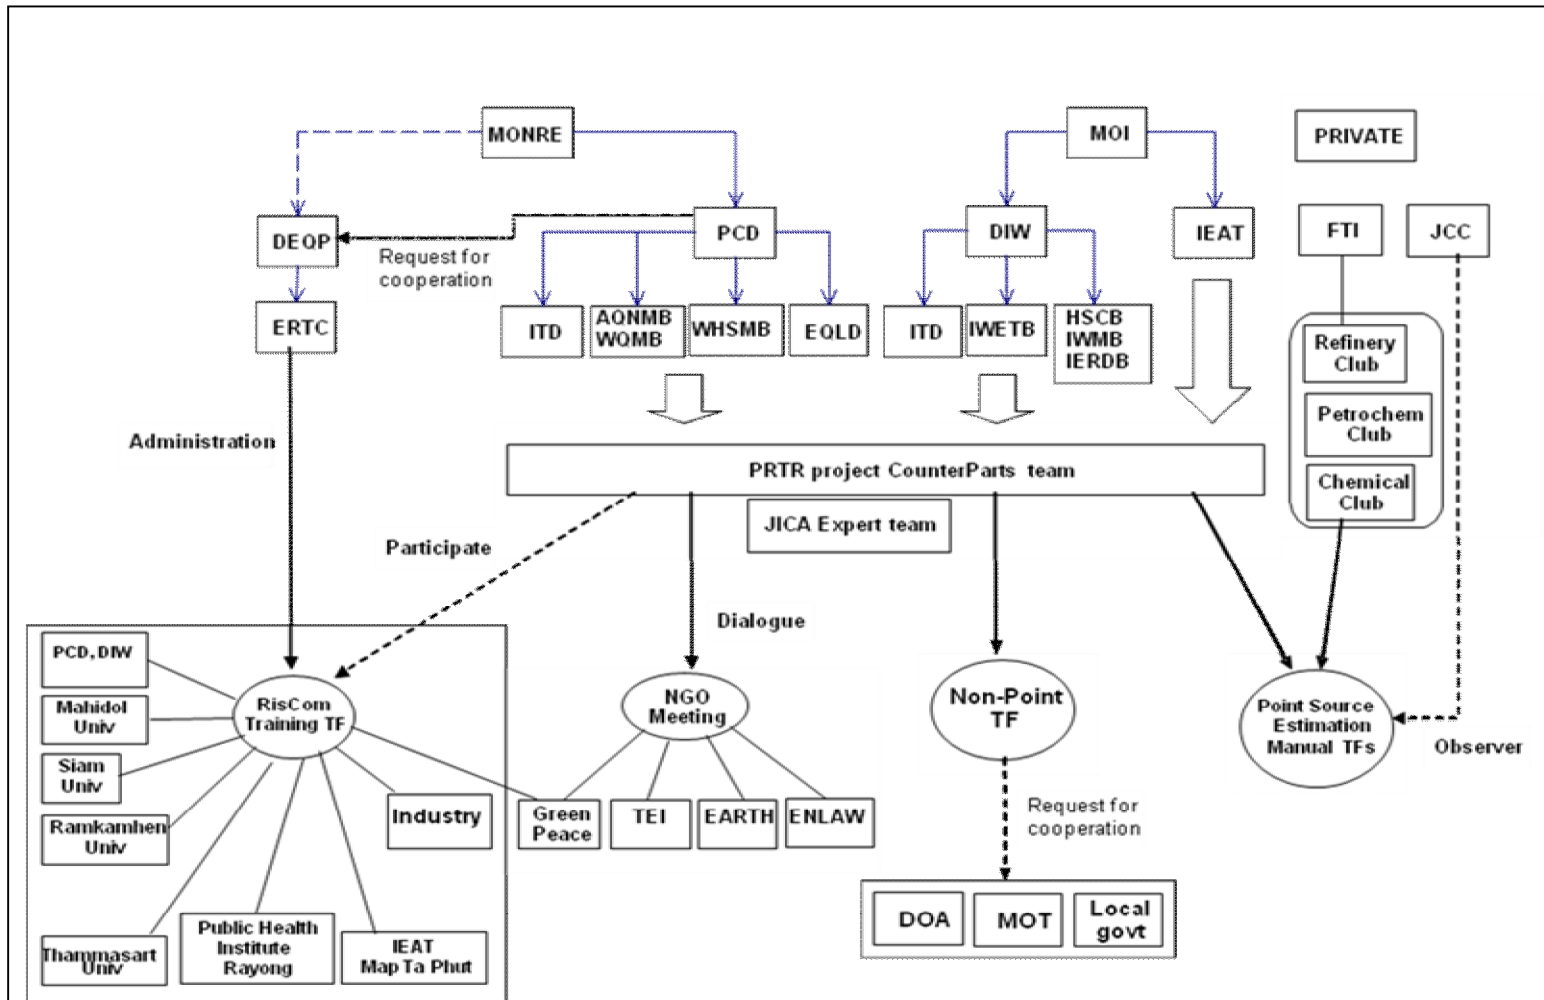 MONRE
MOI
PRIVATE
DEQP
PCD
DIW
IEAT
FTI
JCC
Request for
cooperation
ERTC
ITD
AQNMB
WQMB
WHSMB
EQLD
ITD
IWETB
HSCB
IWMB
IERDB
Refinery
Club
Petrochem
Club
Chemical
Club
Administration
PRTR project CounterParts team
JICA Expert team
Participate
Dialogue
PCD, DIW
Mahidol
Univ
Siam
Univ
Ramkamhen
Univ
Thammasart
Univ
Public Health
Institute
Rayong
IEAT
Map Ta Phut
Industry
RisCom
Training TF
NGO
Meeting
Green
Peace
TEI
EARTH
ENLAW
Non-Point
TF
Request for
cooperation
DOA
MOT
Local
govt
Point Source
Estimation
Manual TFs
Observer